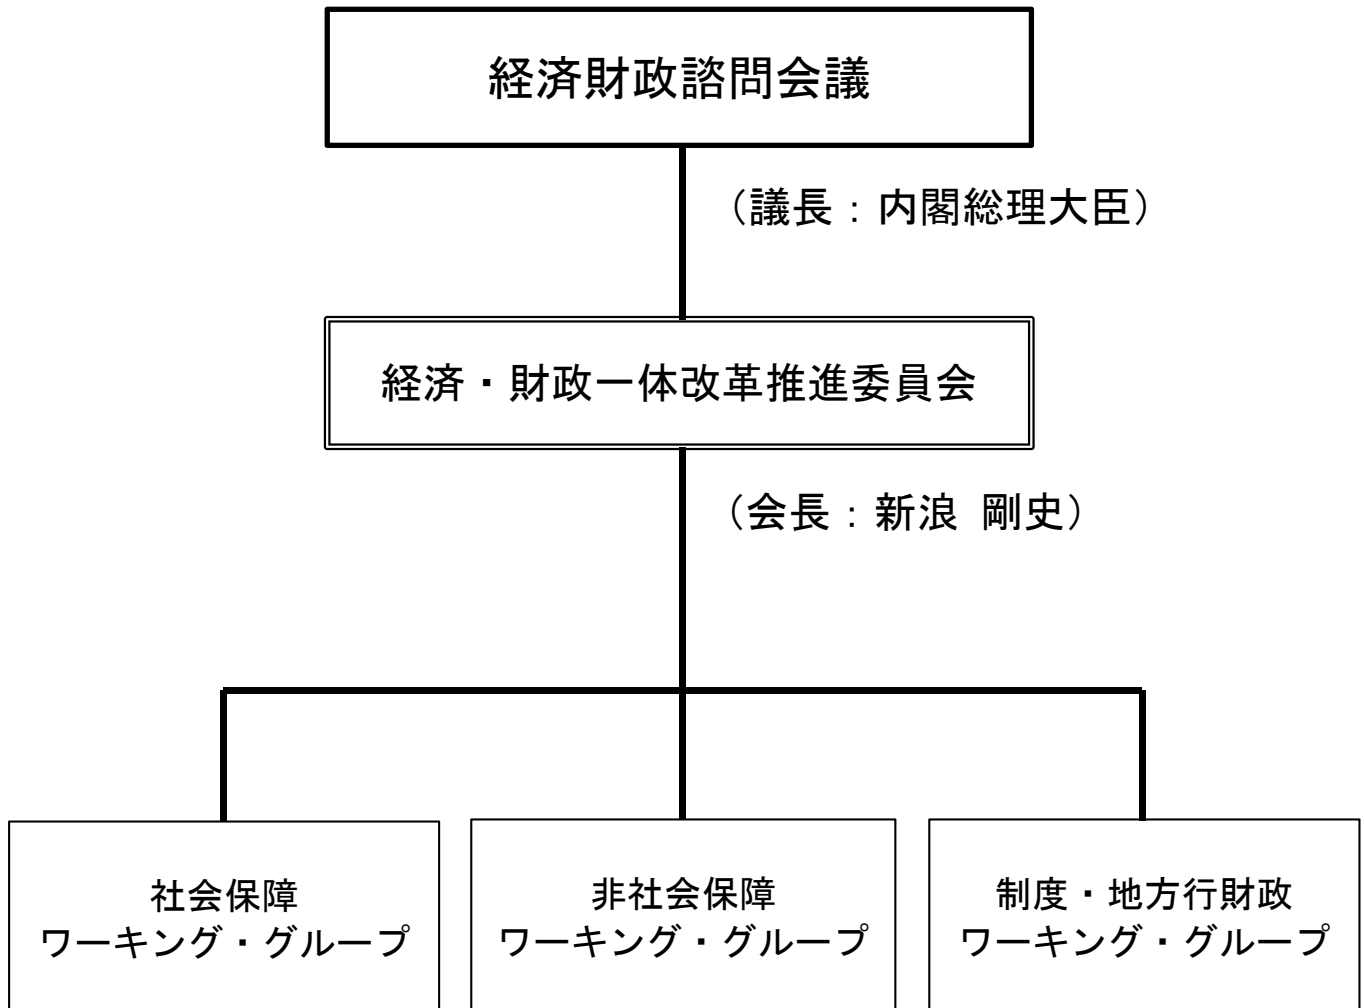 経済財政諮問会議
（議長：内閣総理大臣）
経済・財政一体改革推進委員会
（会長：新浪 剛史）
社会保障
ワーキング・グループ
非社会保障
ワーキング・グループ
制度・地方行財政
ワーキング・グループ